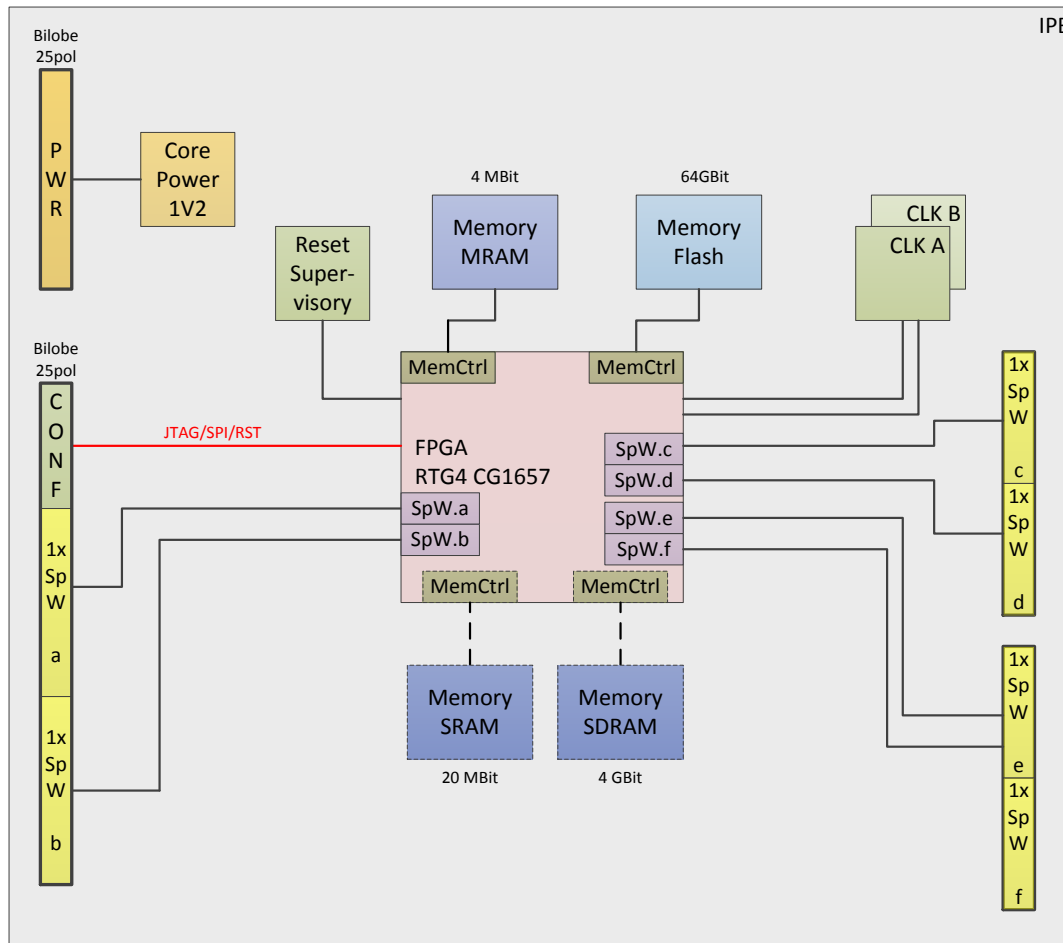 IPE
Bilobe
25pol
P
W
R
Core
Power
1V2
4 MBit
Memory
MRAM
64GBit
Memory
Flash
CLK B
CLK A
Reset
Super-
visory
Bilobe
25pol
C
O
N
F
JTAG/SPI/RST
MemCtrl
MemCtrl
FPGA
RTG4 CG1657
SpW.a
SpW.b
SpW.c
SpW.d
SpW.e
SpW.f
MemCtrl
MemCtrl
1x
Sp
W
a
1x
Sp
W
b
Memory
SRAM
20 MBit
Memory
SDRAM
4 GBit
1x
Sp
W
c
1x
Sp
W
d
1x
Sp
W
e
1x
Sp
W
f